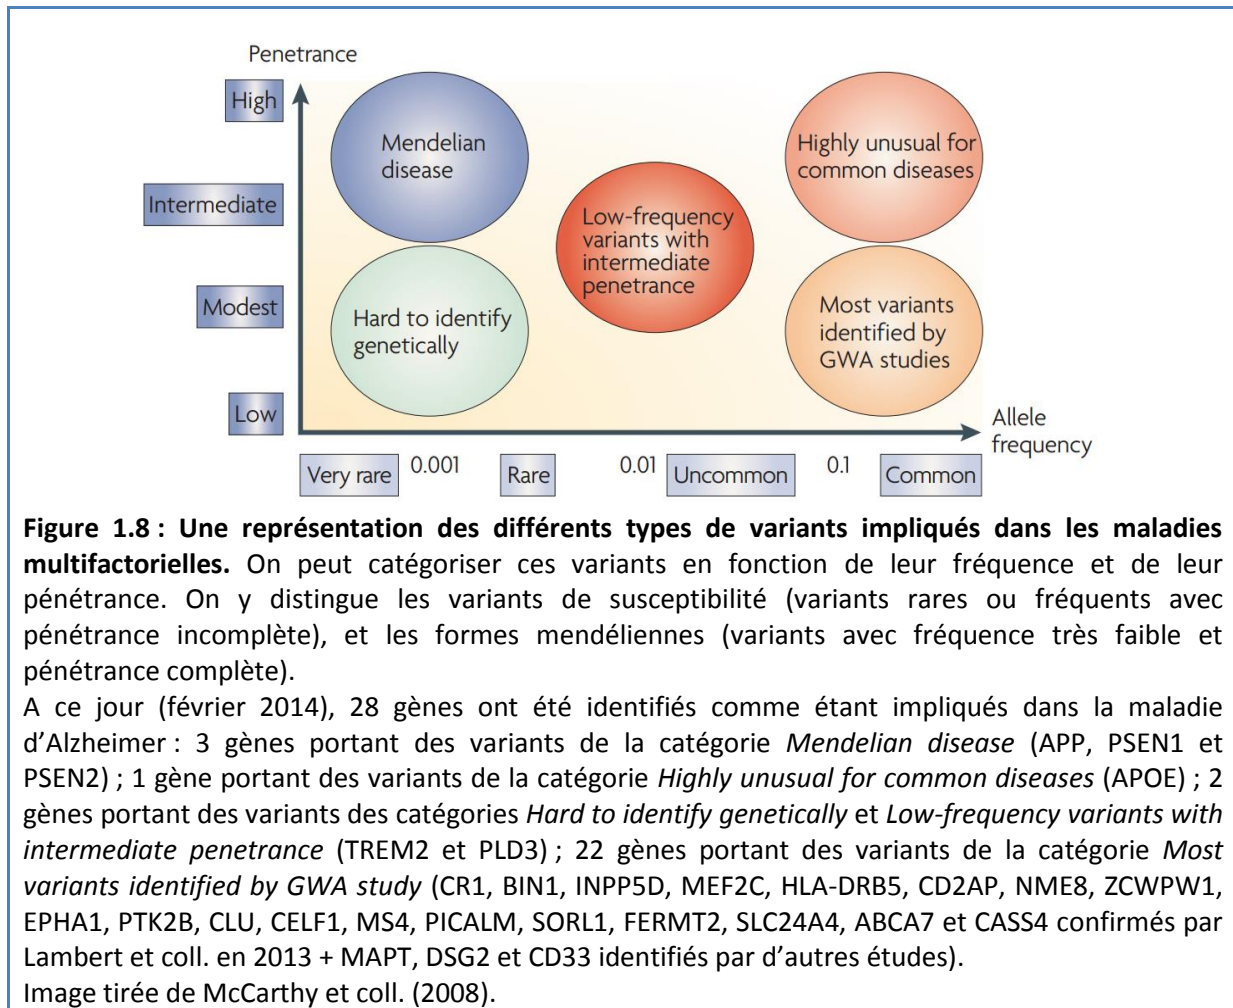 Penetrance
High
Mendelian
disease
Highly unusual for
common diseases
Intermediate
Low-frequency
variants with
intermediate
penetrance
Modest
Hard to identify
genetically
Most variants
identified by
GWA studies
Low
Allele
frequency
Very rare 0.001 Rare 0.01 Uncommon 0.1 Common
Figure 1.8 : Une représentation des différents types de variants impliqués dans les maladies
multifactorielles. On peut catégoriser ces variants en fonction de leur fréquence et de leur
pénétrance. On y distingue les variants de susceptibilité (variants rares ou fréquents avec
pénétrance incomplète), et les formes mendéliennes (variants avec fréquence très faible et
pénétrance complète).
A ce jour (février 2014), 28 gènes ont été identifiés comme étant impliqués dans la maladie
d’Alzheimer : 3 gènes portant des variants de la catégorie Mendelian disease (APP, PSEN1 et
PSEN2) ; 1 gène portant des variants de la catégorie Highly unusual for common diseases (APOE) ; 2
gènes portant des variants des catégories Hard to identify genetically et Low-frequency variants with
intermediate penetrance (TREM2 et PLD3) ; 22 gènes portant des variants de la catégorie Most
variants identified by GWA study (CR1, BIN1, INPP5D, MEF2C, HLA-DRB5, CD2AP, NME8, ZCWPW1,
EPHA1, PTK2B, CLU, CELF1, MS4, PICALM, SORL1, FERMT2, SLC24A4, ABCA7 et CASS4 confirmés par
Lambert et coll. en 2013 + MAPT, DSG2 et CD33 identifiés par d’autres études).
Image tirée de McCarthy et coll. (2008).